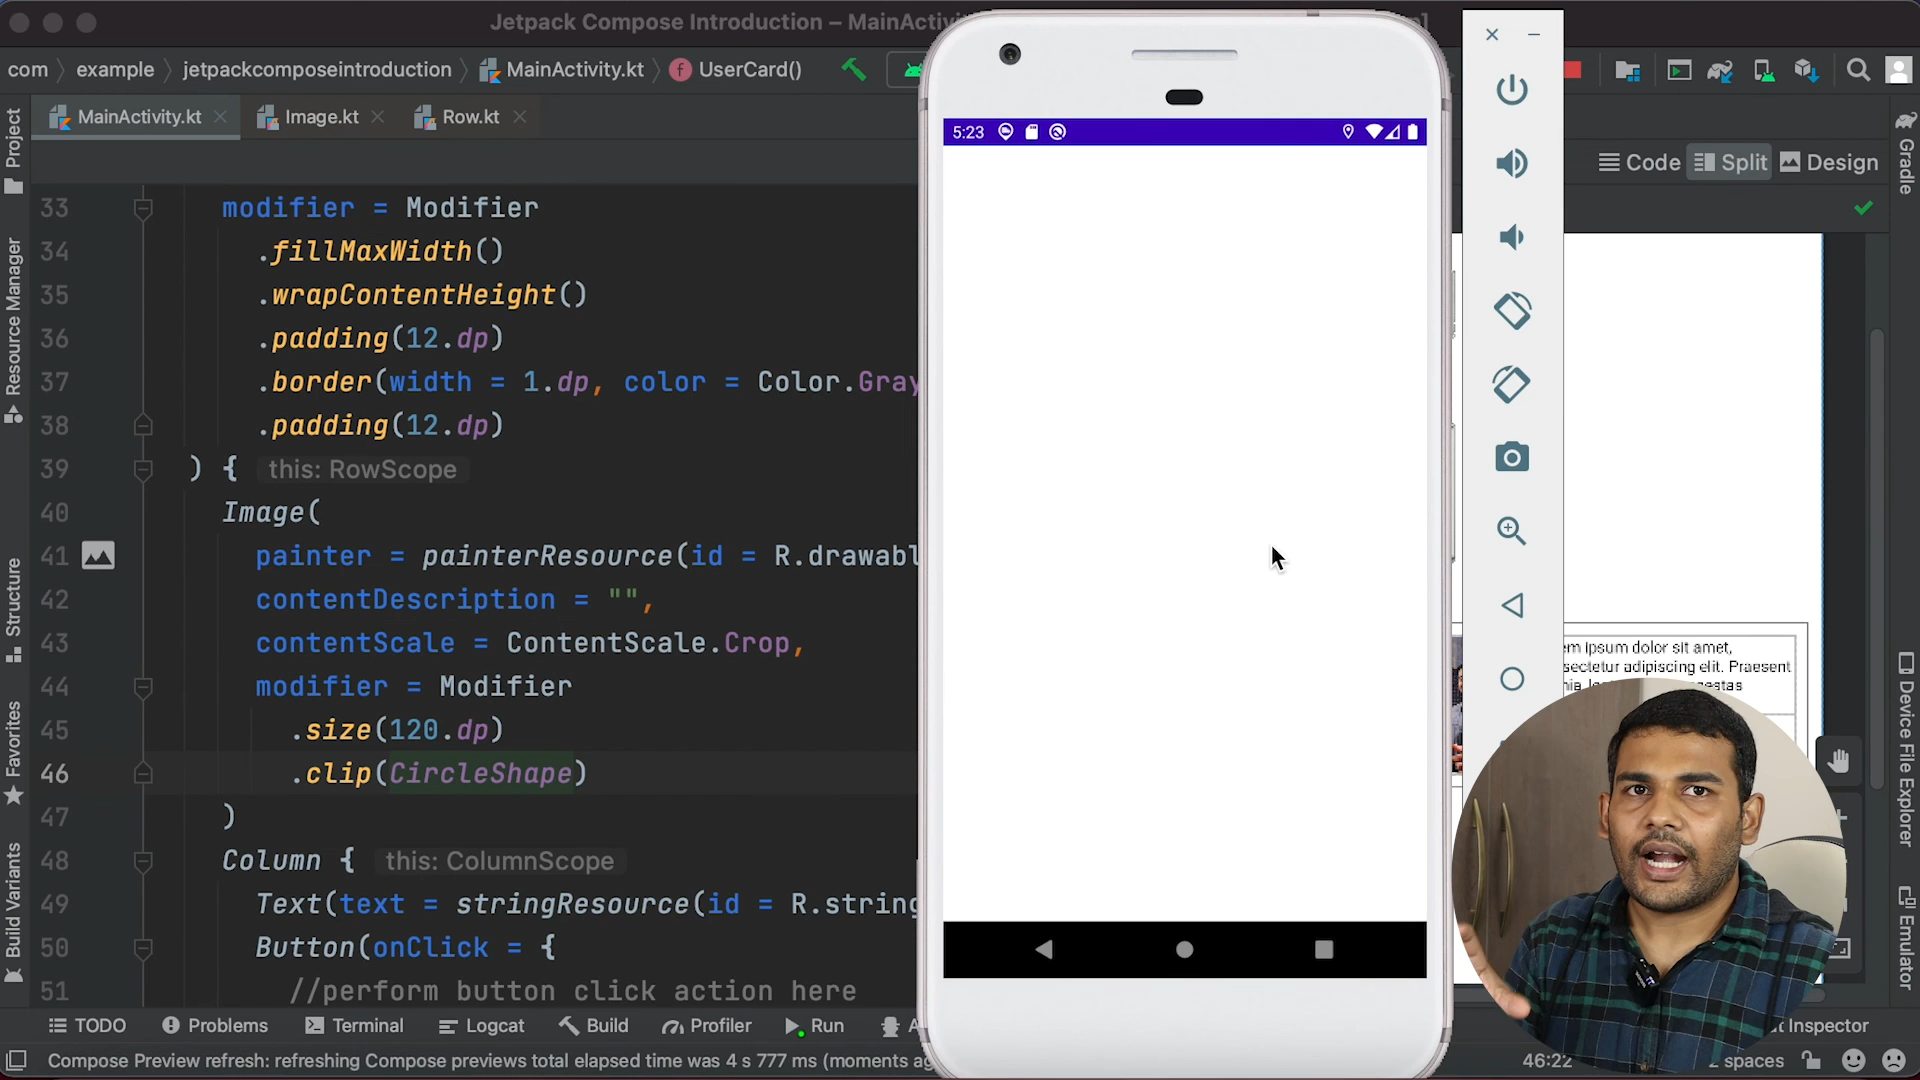 Jetpack Compose Introduction – MainActivi
com
example
jetpackcomposeintroduction
MainActivity.kt
UserCard()
MainActivity.kt
Image.kt
Row.kt
Code
Split
Design
Project
Resource Manager
Structure
Favorites
Build Variants
Gradle
Device File Explorer
Emulator
33 modifier = Modifier
34 .fillMaxWidth()
35 .wrapContentHeight()
36 .padding(12.dp)
37 .border(width = 1.dp, color = Color.Gray
38 .padding(12.dp)
39 ) { this: RowScope
40 Image(
41 painter = painterResource(id = R.drawabl
42 contentDescription = "",
43 contentScale = ContentScale.Crop,
44 modifier = Modifier
45 .size(120.dp)
46 .clip(CircleShape)
47 )
48 Column { this: ColumnScope
49 Text(text = stringResource(id = R.string
50 Button(onClick = {
51 //perform button click action here
5:23
em ipsum dolor sit amet,
sectetur adipiscing elit. Praesent
TODO
Problems
Terminal
Logcat
Build
Profiler
Run
A
t Inspector
Compose Preview refresh: refreshing Compose previews total elapsed time was 4 s 777 ms (moments ag
46:22
2 spaces